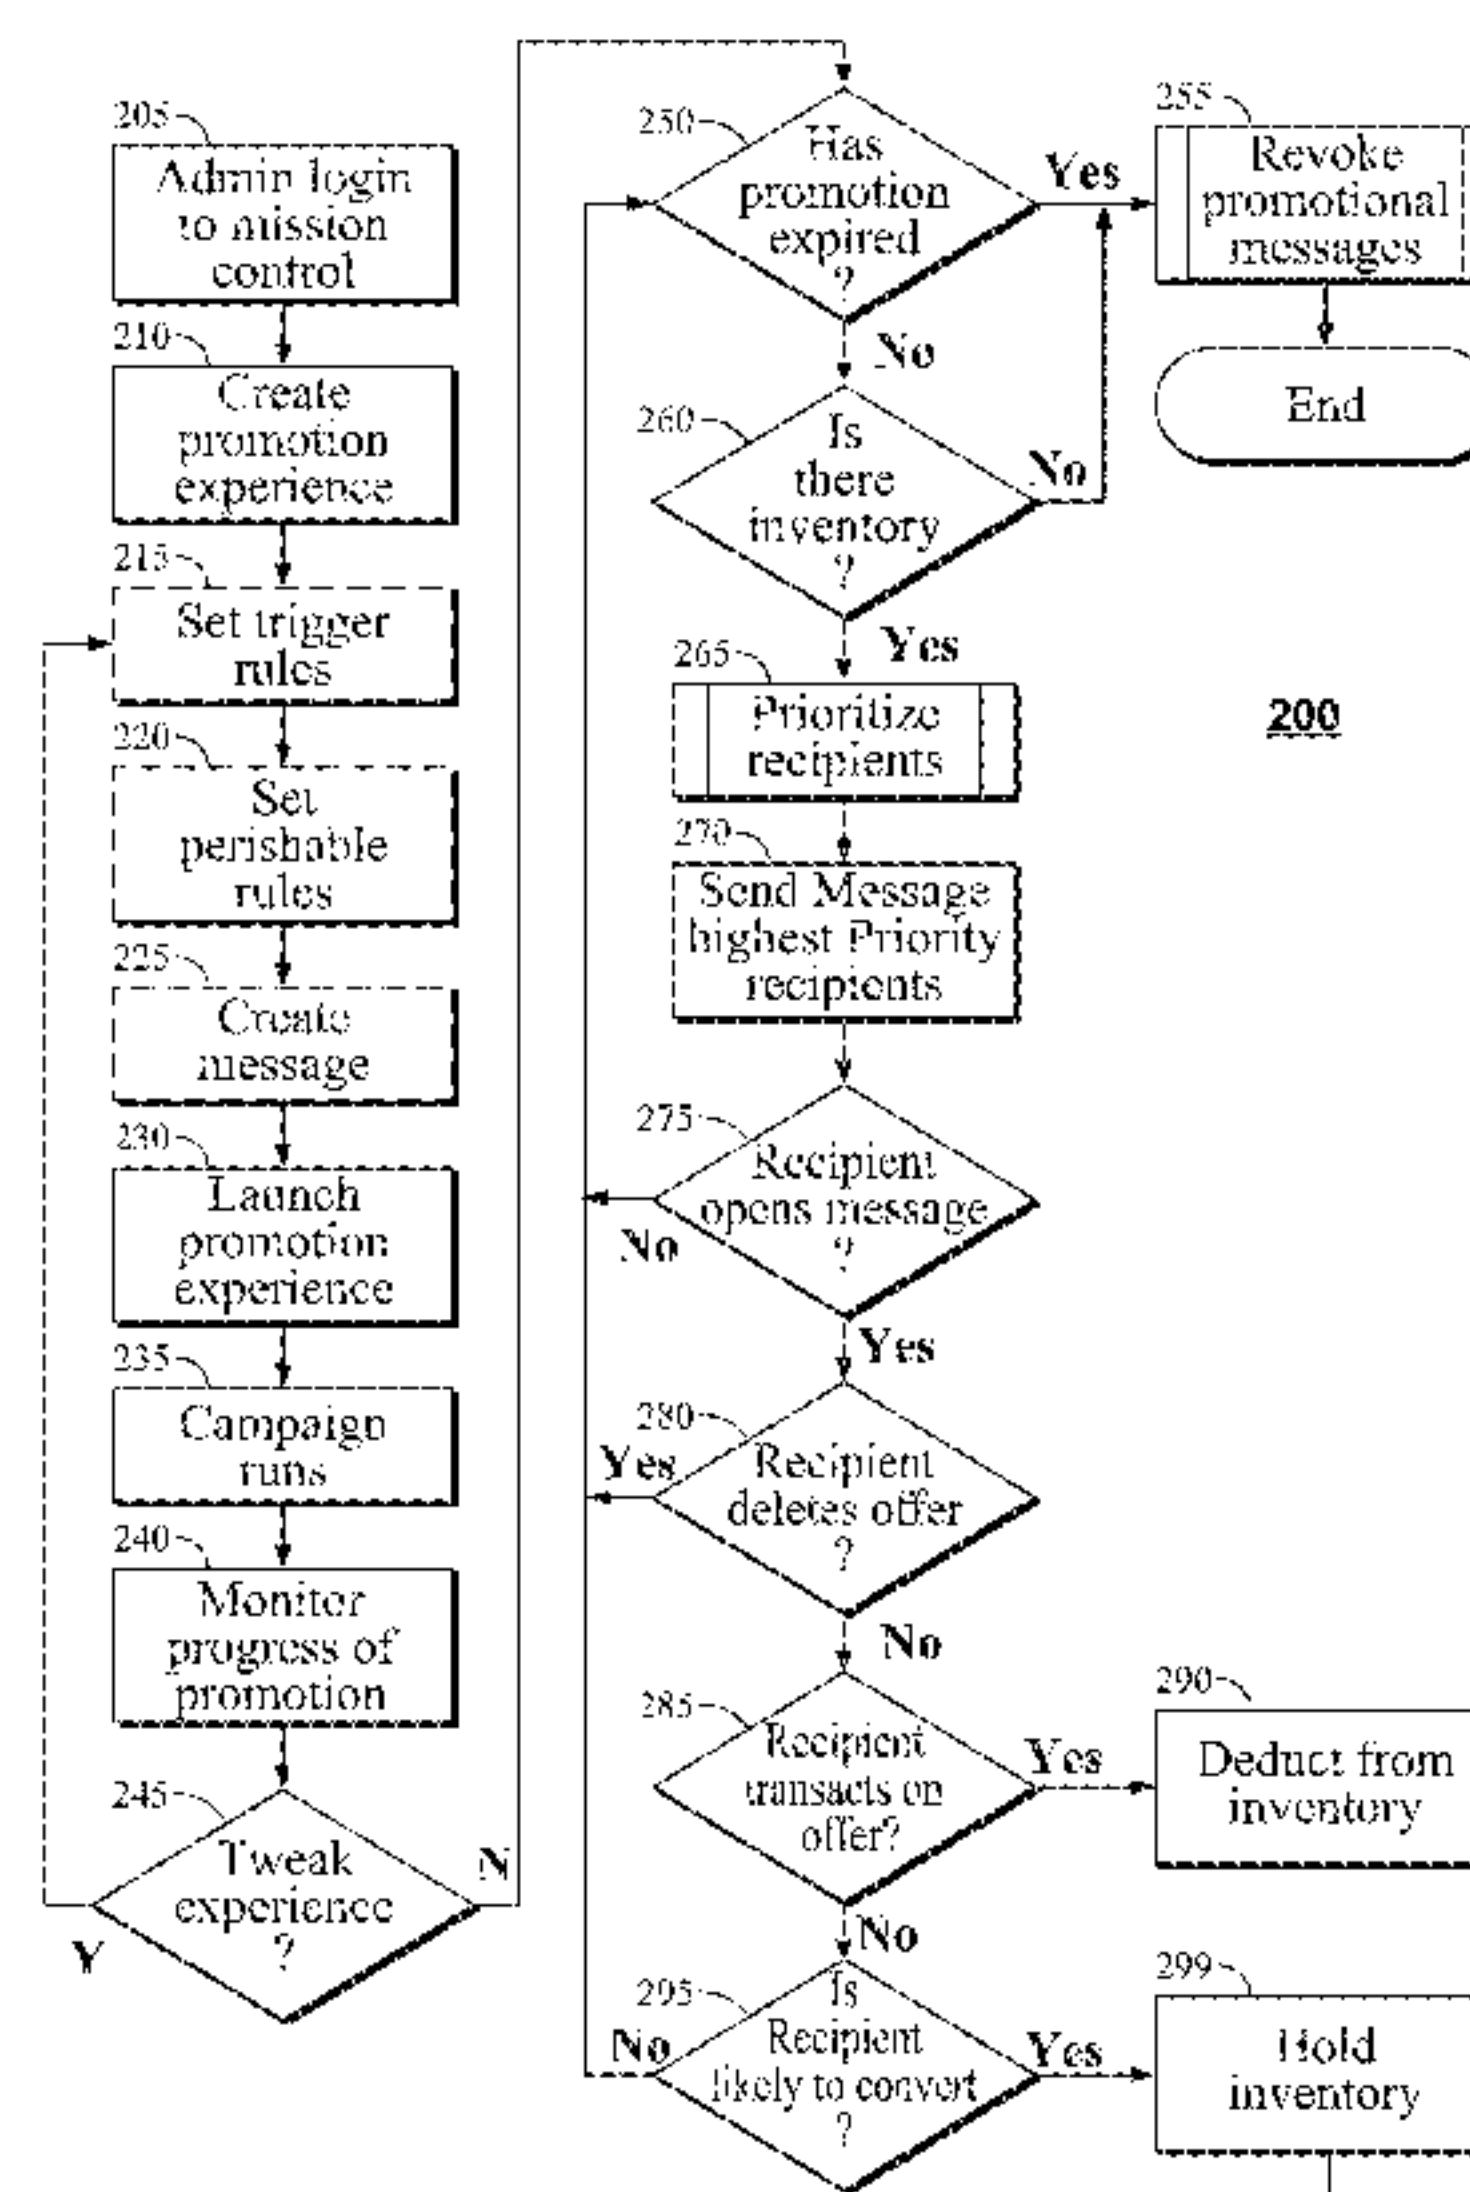 205
Admin login
to mission
control
210
Create
promotion
experience
215
Set trigger
rules
220
Set
perishable
rules
225
Create
message
230
Launch
promotion
experience
235
Campaign
runs
240
Monitor
progress of
promotion
245
Tweak
experience
?
Y
N
250
Has
promotion
expired
?
Yes
No
255
Revoke
promotional
messages
End
260
Is
there
inventory
?
No
Yes
265
Prioritize
recipients
200
270
Send Message
highest Priority
recipients
275
Recipient
opens message
?
No
Yes
280
Recipient
deletes offer
?
Yes
No
285
Recipient
transacts on
offer?
Yes
No
290
Deduct from
inventory
295
Is
Recipient
likely to convert
?
No
Yes
299
Hold
inventory